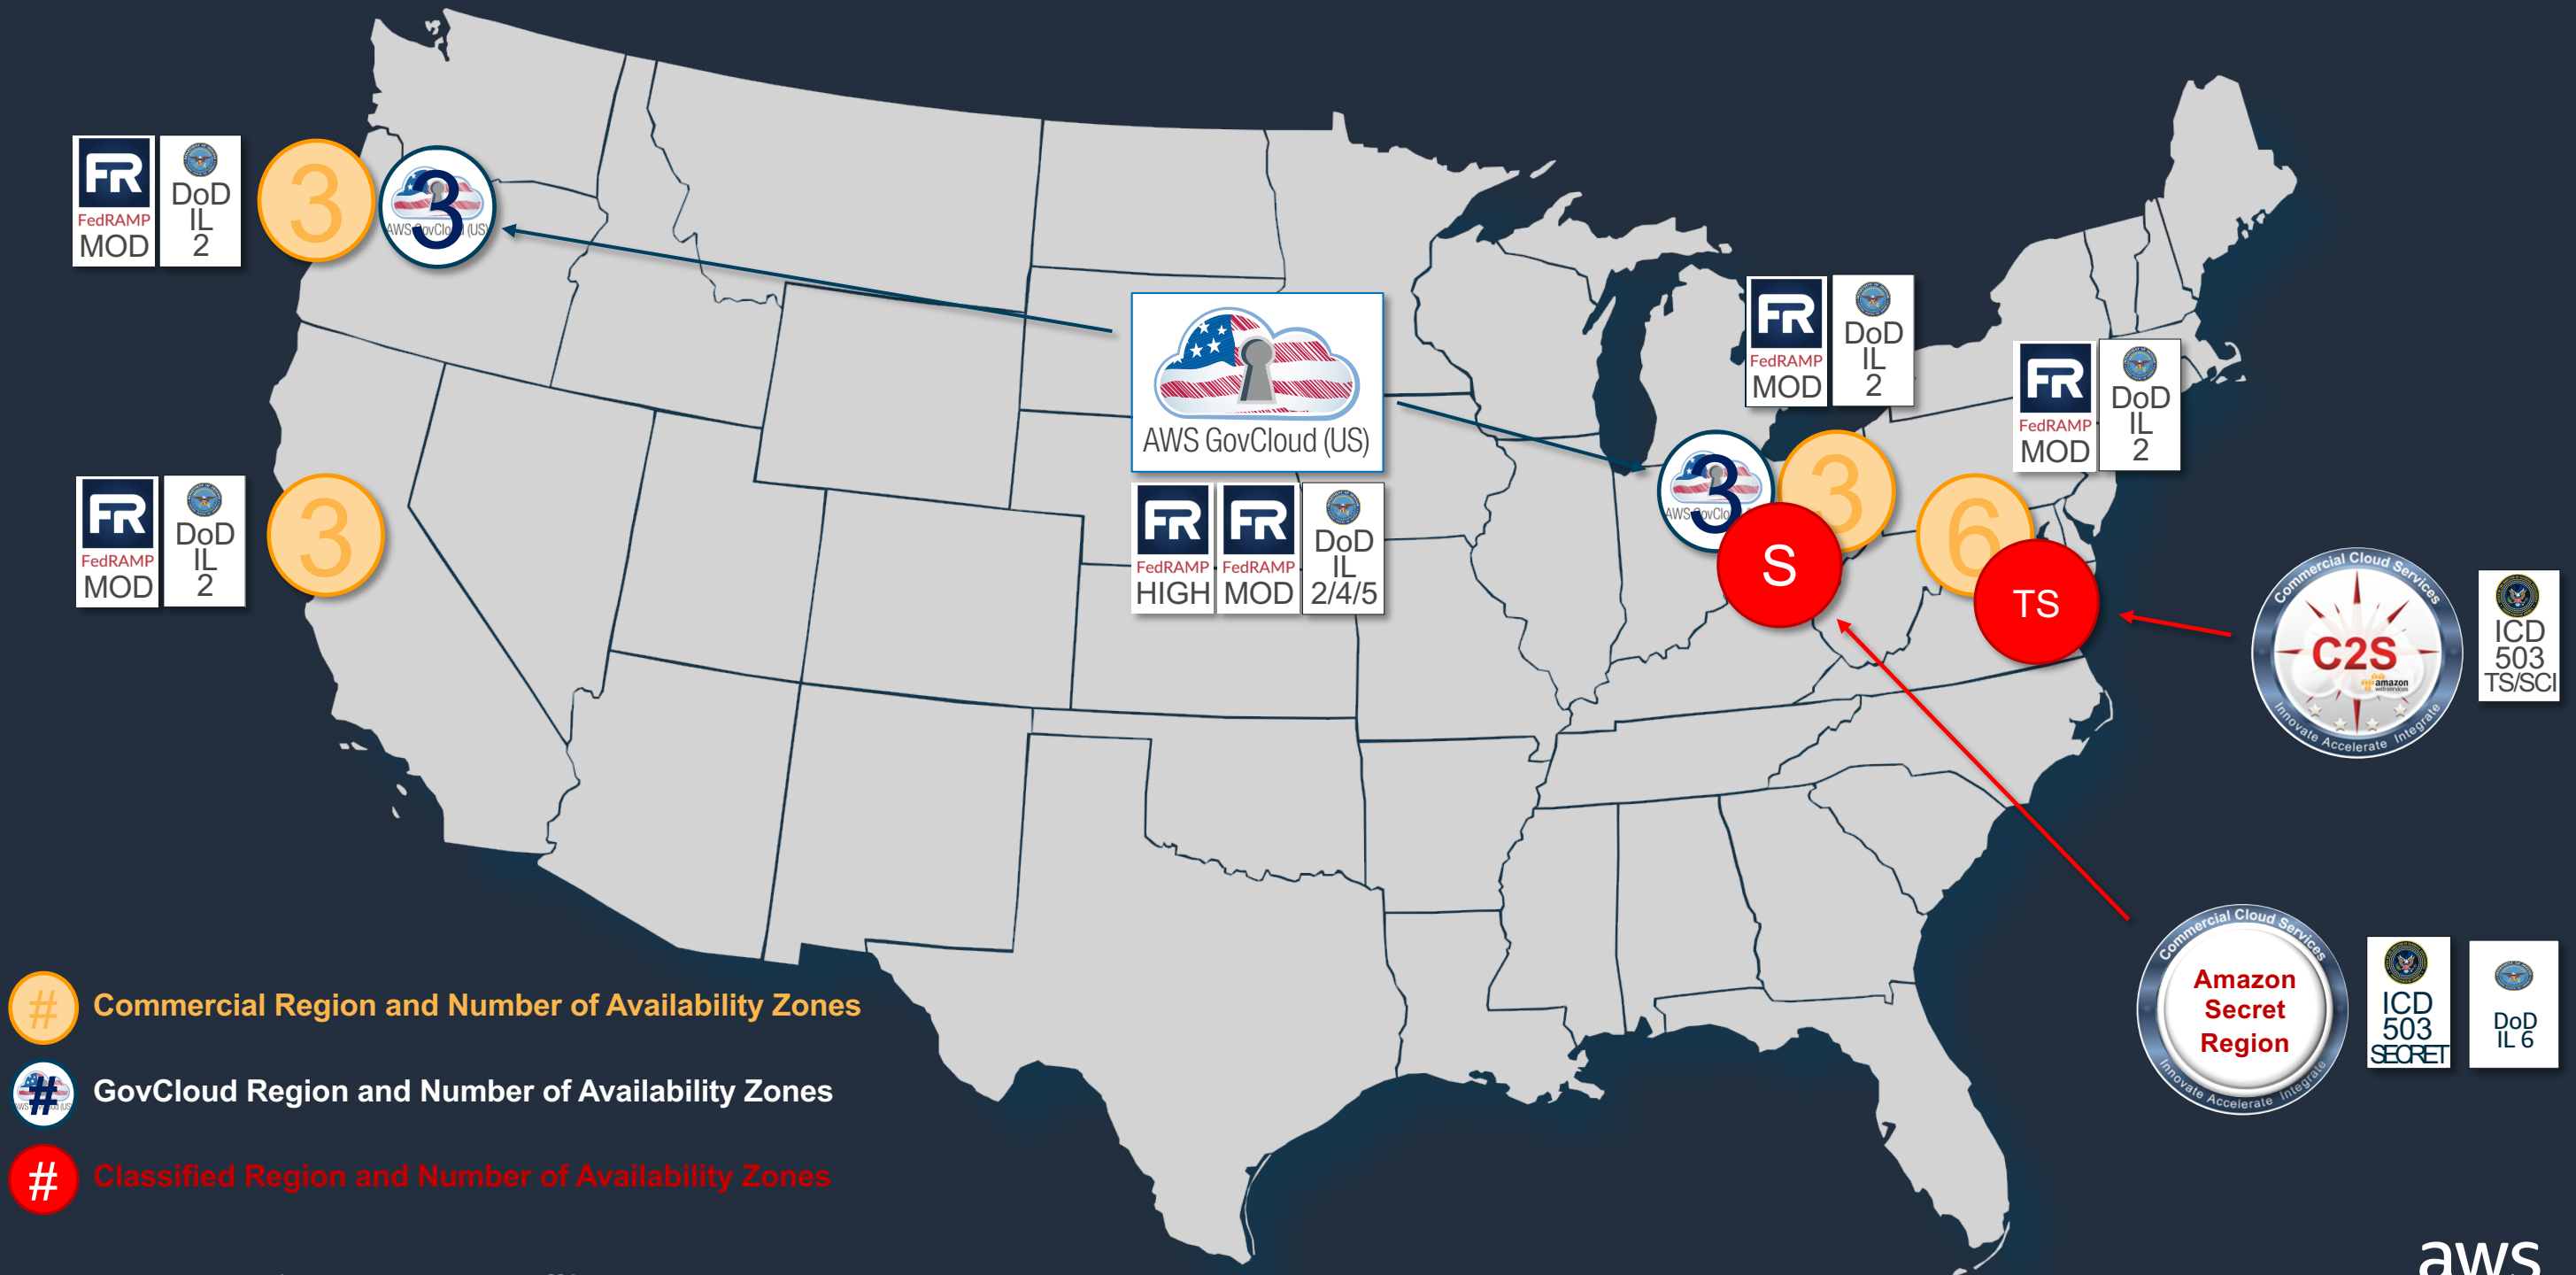 FR
FedRAMP
MOD
DoD
IL
2
3
3
AWS GovCloud (US)
FR
FedRAMP
MOD
DoD
IL
2
3
AWS GovCloud (US)
FR
FedRAMP
HIGH
FR
FedRAMP
MOD
DoD
IL
2/4/5
FR
FedRAMP
MOD
DoD
IL
2
FR
FedRAMP
MOD
DoD
IL
2
3
3
6
S
TS
Commercial Cloud Services
C2S
amazon
webservices
Innovate Accelerate Integrate
ICD
503
TS/SCI
Commercial Cloud Services
Amazon
Secret
Region
Innovate Accelerate Integrate
ICD
503
SECRET
DoD
IL 6
# Commercial Region and Number of Availability Zones
# GovCloud Region and Number of Availability Zones
# Classified Region and Number of Availability Zones
aws